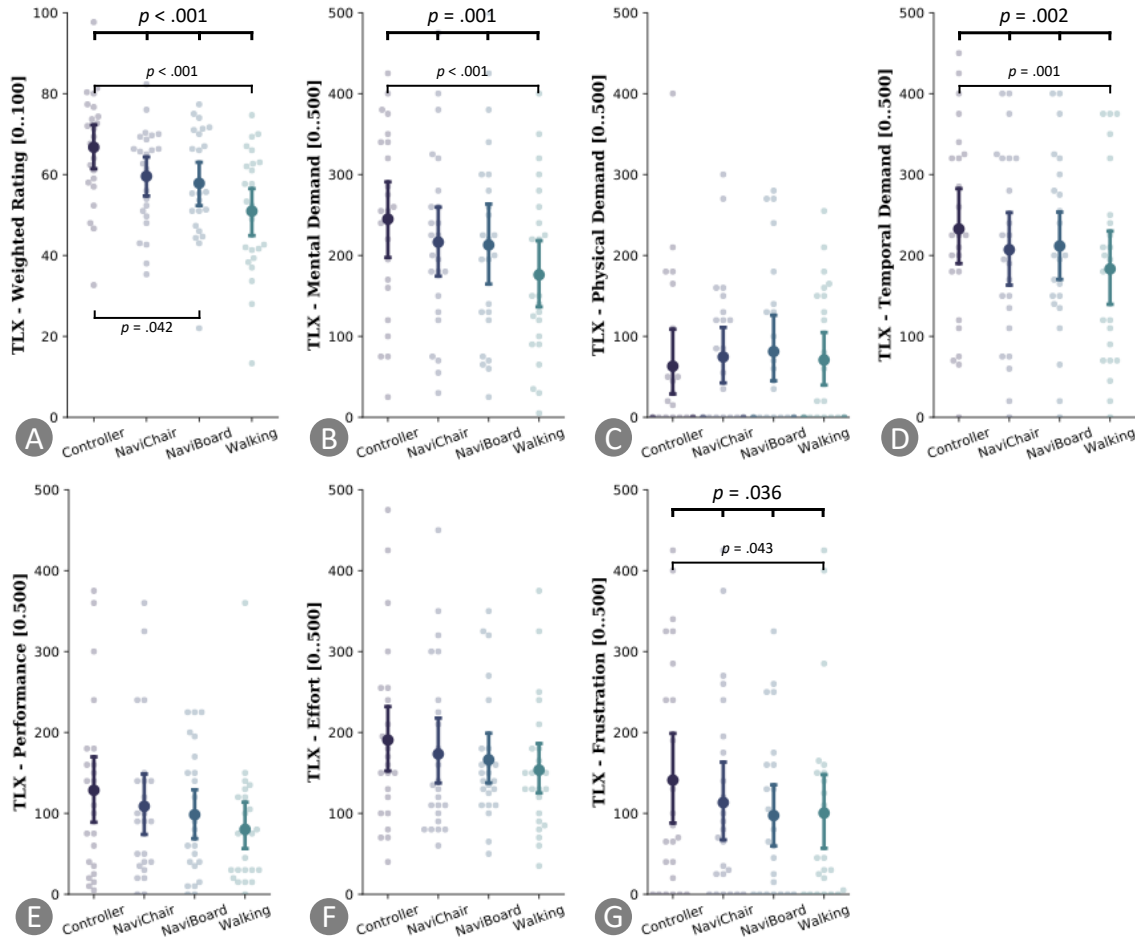 p < .001
p < .001
p = .042
TLX - Weighted Rating [0..100]
100
80
60
40
20
0
Controller
NaviChair
NaviBoard
Walking
A
p = .001
p < .001
TLX - Mental Demand [0..500]
500
400
300
200
100
0
Controller
NaviChair
NaviBoard
Walking
B
TLX - Physical Demand [0..500]
500
400
300
200
100
0
Controller
NaviChair
NaviBoard
Walking
C
p = .002
p = .001
TLX - Temporal Demand [0..500]
500
400
300
200
100
0
Controller
NaviChair
NaviBoard
Walking
D
TLX - Performance [0.500]
500
400
300
200
100
0
Controller
NaviChair
NaviBoard
Walking
E
TLX - Effort [0..500]
500
400
300
200
100
0
Controller
NaviChair
NaviBoard
Walking
F
p = .036
p = .043
TLX - Frustration [0..500]
500
400
300
200
100
0
Controller
NaviChair
NaviBoard
Walking
G